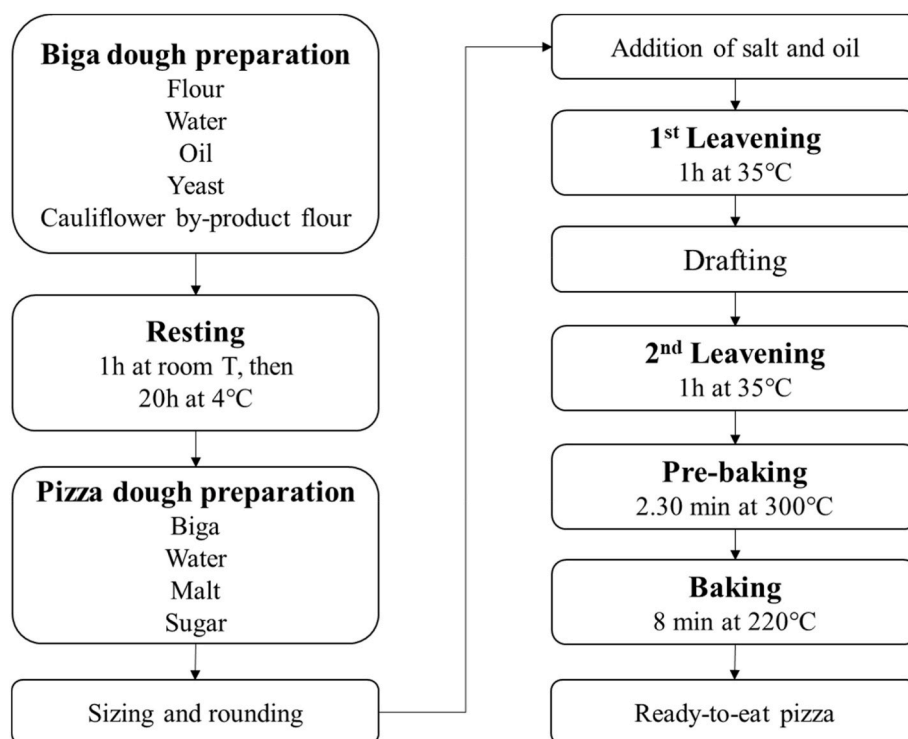 Biga dough preparation
Flour
Water
Oil
Yeast
Cauliflower by-product flour
Resting
1h at room T, then
20h at 4°C
Pizza dough preparation
Biga
Water
Malt
Sugar
Sizing and rounding
Addition of salt and oil
1st Leavening
1h at 35°C
Drafting
2nd Leavening
1h at 35°C
Pre-baking
2.30 min at 300°C
Baking
8 min at 220°C
Ready-to-eat pizza